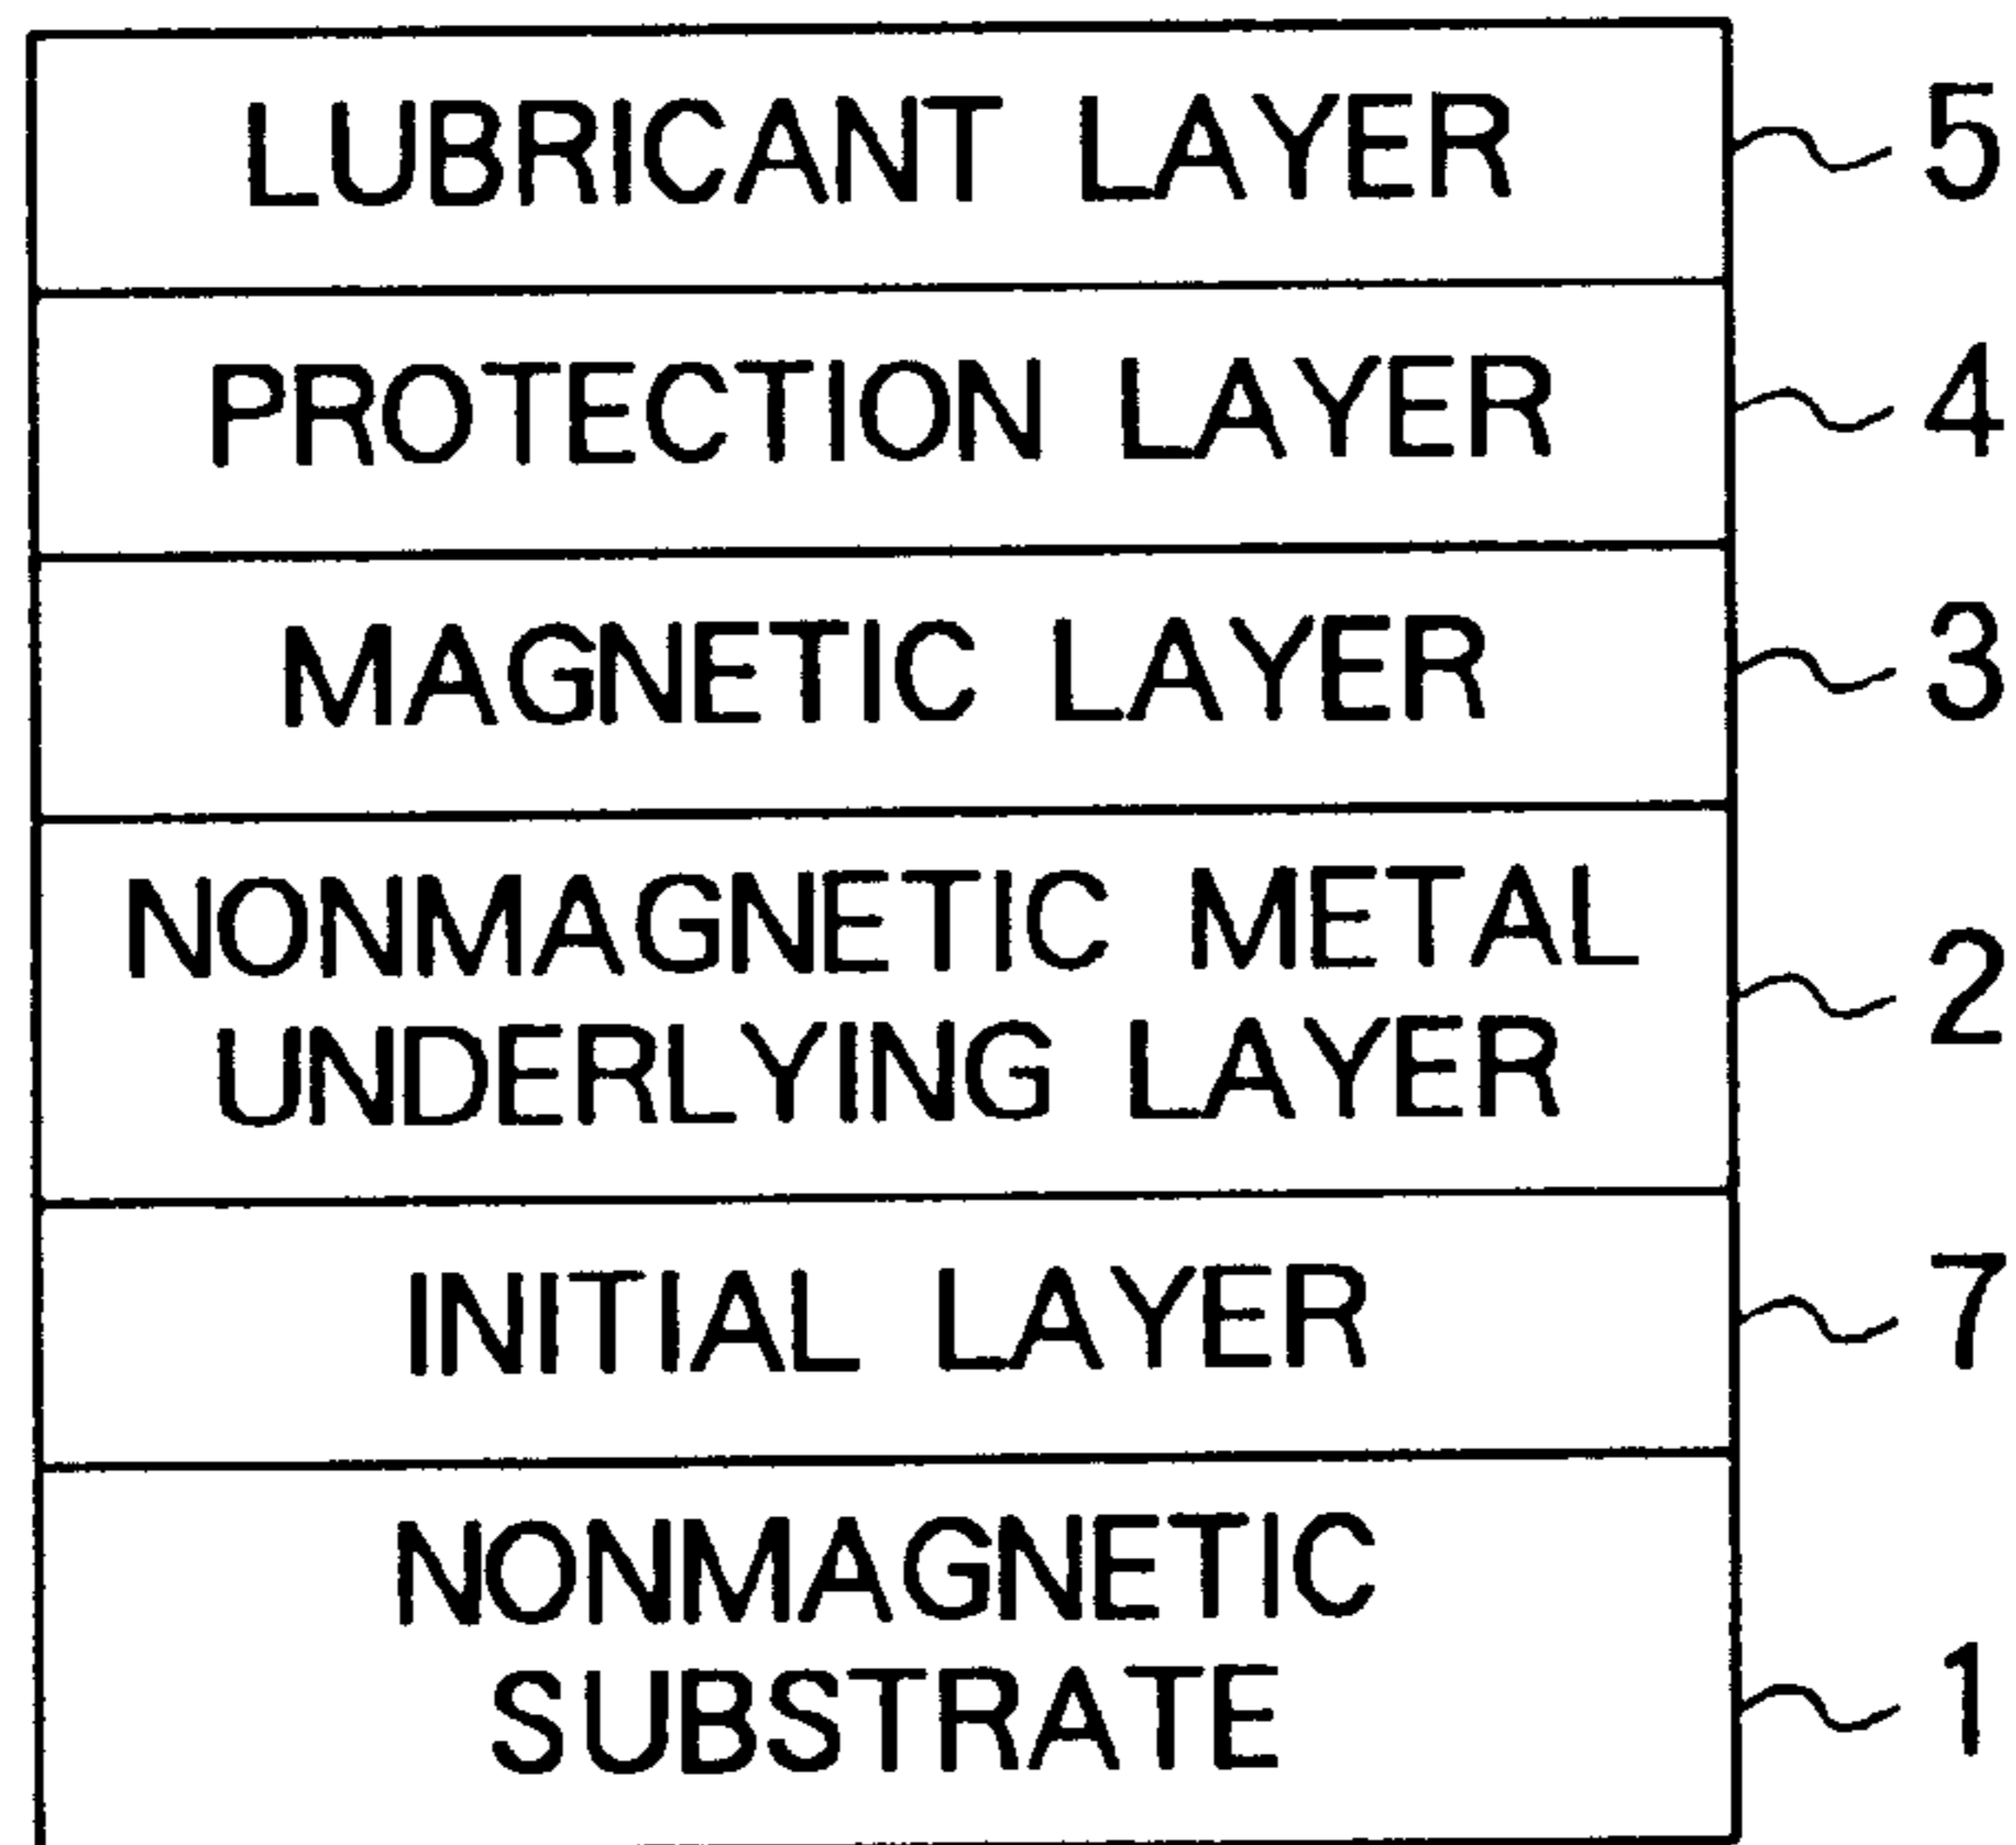 LUBRICANT LAYER 5
PROTECTION LAYER 4
MAGNETIC LAYER 3
NONMAGNETIC METAL
UNDERLYING LAYER 2
INITIAL LAYER 7
NONMAGNETIC
SUBSTRATE 1